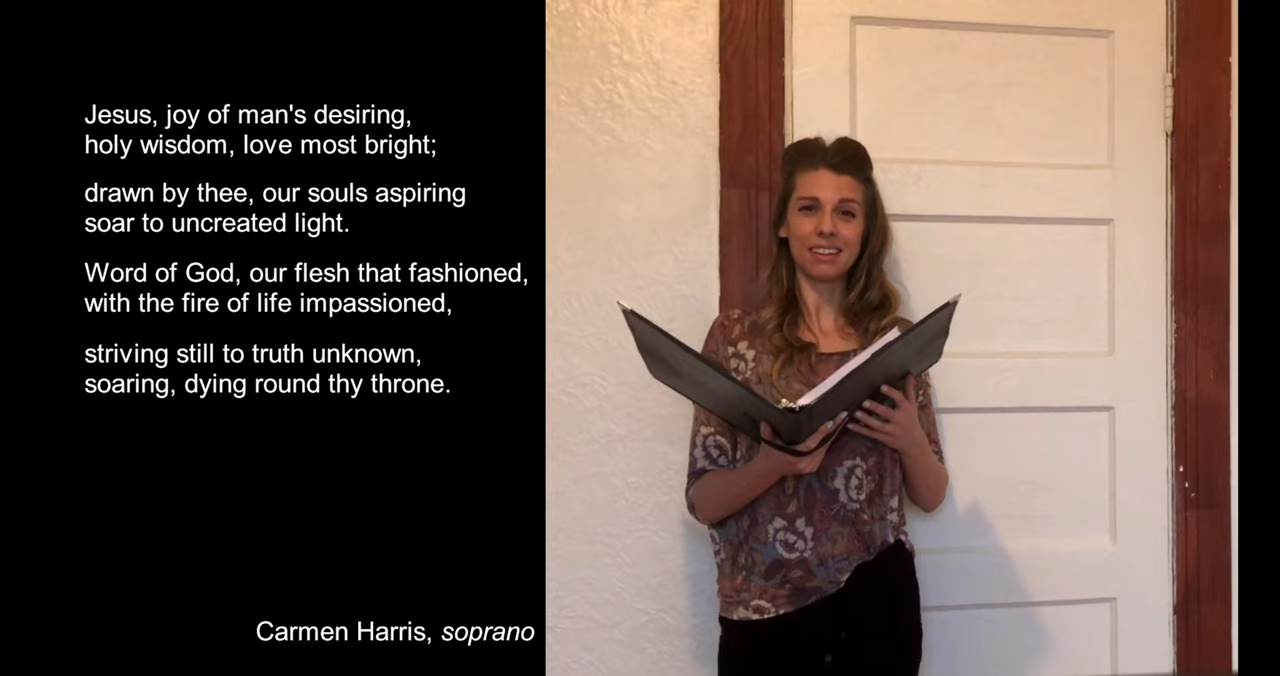 Jesus, joy of man's desiring,
holy wisdom, love most bright;
drawn by thee, our souls aspiring
soar to uncreated light.
Word of God, our flesh that fashioned,
with the fire of life impassioned,
striving still to truth unknown,
soaring, dying round thy throne.
Carmen Harris, soprano